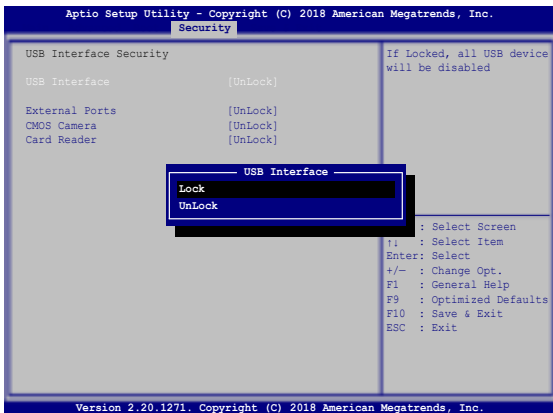 Aptio Setup Utility - Copyright (C) 2018 American Megatrends, Inc.
Security
USB Interface Security
USB Interface [UnLock]
External Ports [UnLock]
CMOS Camera [UnLock]
Card Reader [UnLock]
USB Interface
Lock
UnLock
If Locked, all USB device
will be disabled
: Select Screen
↑↓ : Select Item
Enter: Select
+/— : Change Opt.
F1 : General Help
F9 : Optimized Defaults
F10 : Save & Exit
ESC : Exit
Version 2.20.1271. Copyright (C) 2018 American Megatrends, Inc.